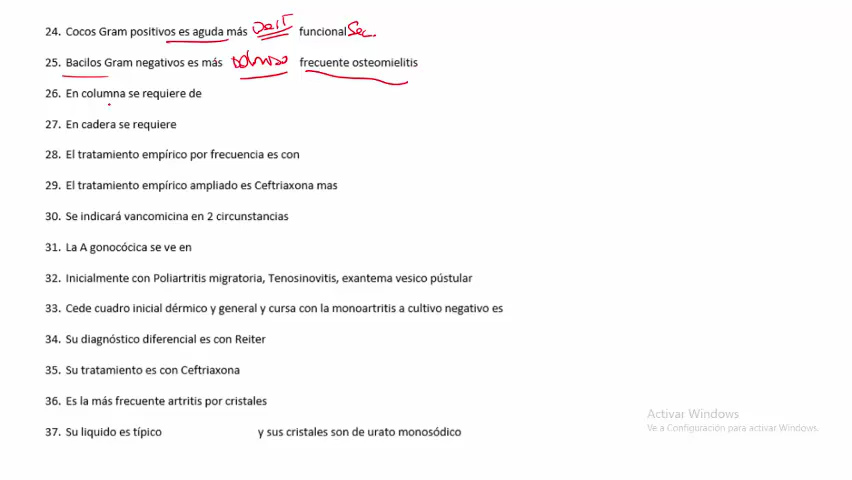 24. Cocos Gram positivos es aguda más funcional Sec.
25. Bacilos Gram negativos es más frecuente osteomielitis
26. En columna se requiere de
27. En cadera se requiere
28. El tratamiento empírico por frecuencia es con
29. El tratamiento empírico ampliado es Ceftriaxona mas
30. Se indicará vancomicina en 2 circunstancias
31. La A gonocócica se ve en
32. Inicialmente con Poliartritis migratoria, Tenosinovitis, exantema vesico pústular
33. Cede cuadro inicial dérmico y general y cursa con la monoartritis a cultivo negativo es
34. Su diagnóstico diferencial es con Reiter
35. Su tratamiento es con Ceftriaxona
36. Es la más frecuente artritis por cristales
37. Su liquido es típico y sus cristales son de urato monosódico
Activar Windows
Ve a Configuración para activar Windows.